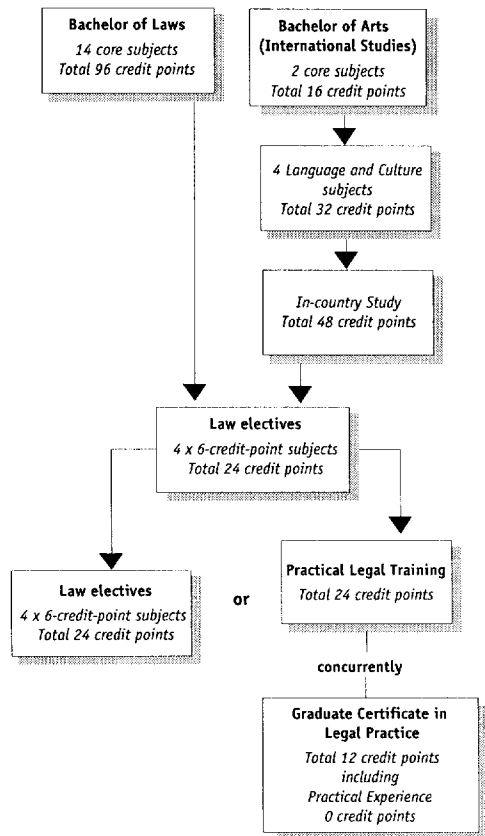 Bachelor of Laws
14 core subjects
Total 96 credit points
Bachelor of Arts
(International Studies)
2 core subjects
Total 16 credit points
4 Language and Culture
subjects
Total 32 credit points
In-country Study
Total 48 credit points
Law electives
4 x 6-credit-point subjects
Total 24 credit points
Law electives
4 x 6-credit-point subjects
Total 24 credit points
or
Practical Legal Training
Total 24 credit points
concurrently
Graduate Certificate in
Legal Practice
Total 12 credit points
including
Practical Experience
0 credit points